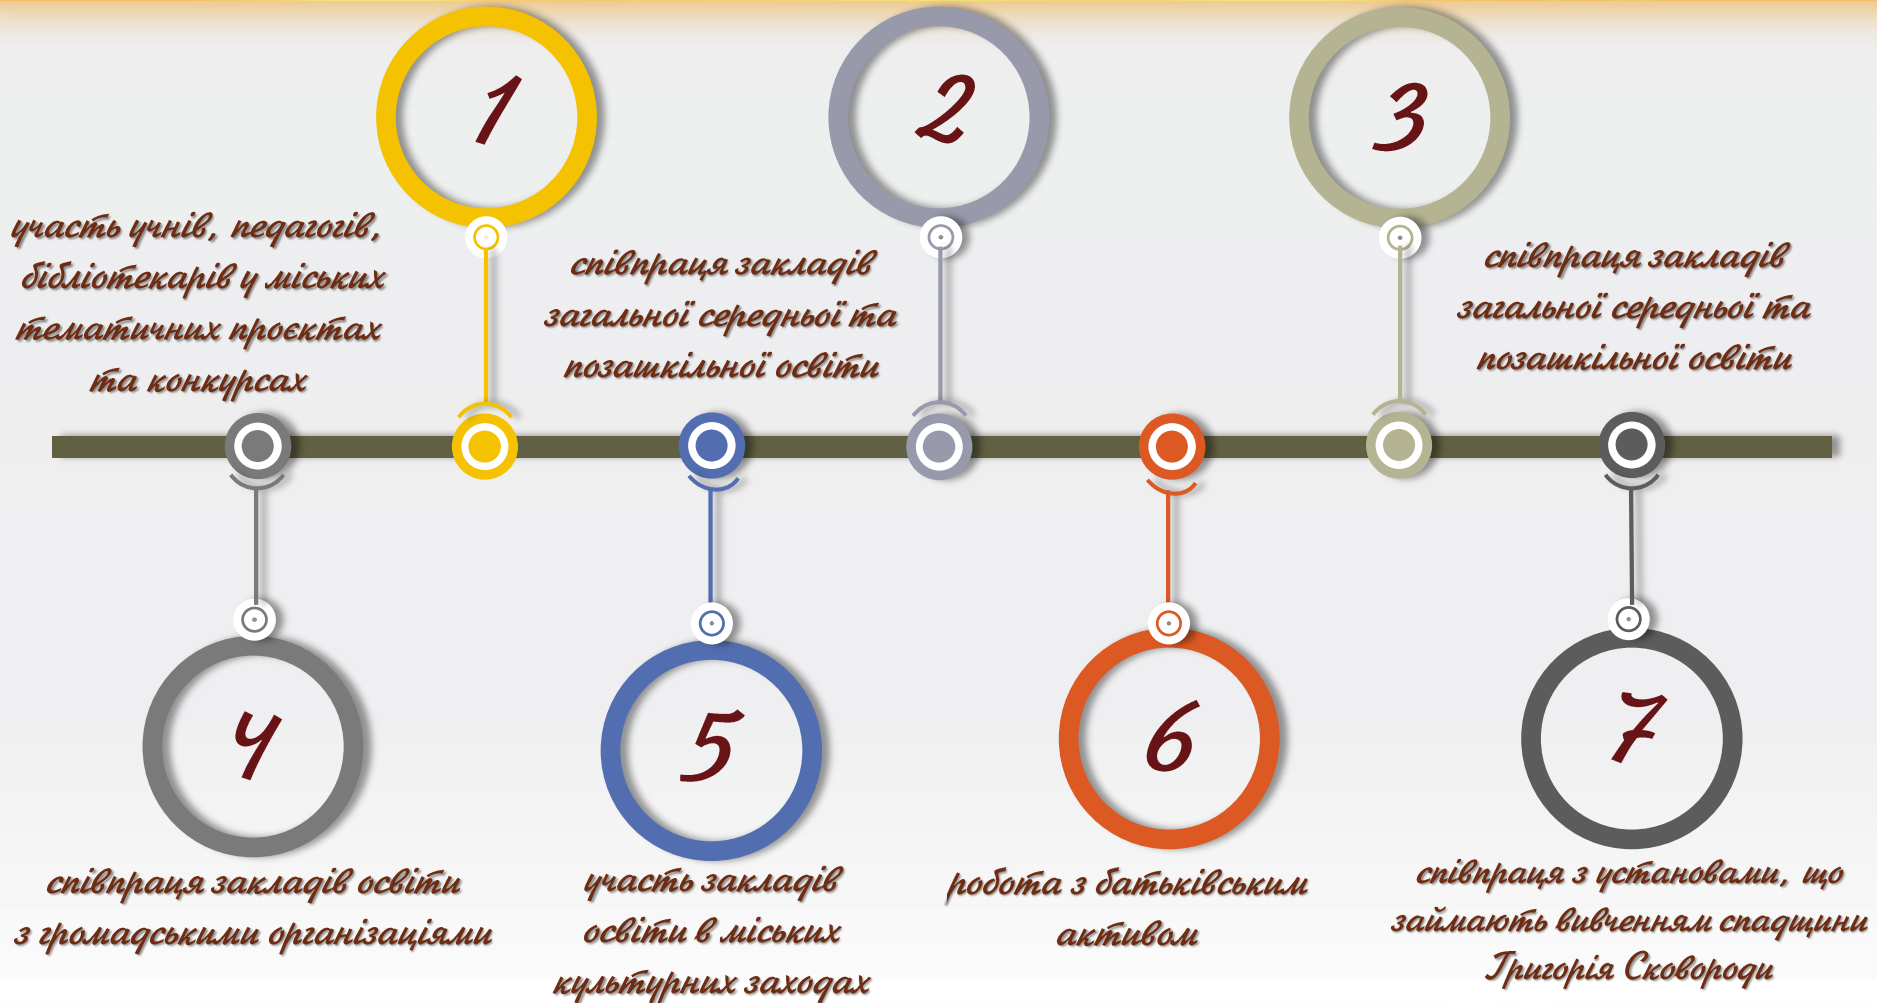 1
2
3
участь учнів, педагогів,
бібліотекарів у міських
тематичних проєктах
та конкурсах
співпраця закладів
загальної середньої та
позашкільної освіти
співпраця закладів
загальної середньої та
позашкільної освіти
4
5
6
7
співпраця закладів освіти
з громадськими організаціями
участь закладів
освіти в міських
культурних заходах
робота з батьківським
активом
співпраця з установами, що
займають вивченням спадщини
Григорія Сковороди